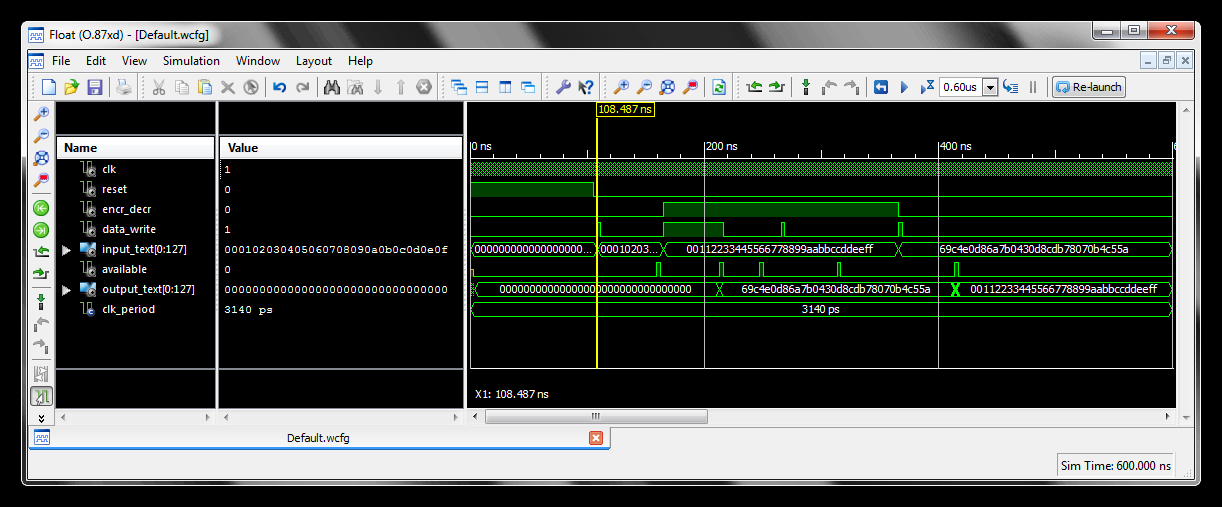 Float (O.87xd) - [Default.wcfg]
File Edit View Simulation Window Layout Help
0.60us Re-launch
108.487 ns
Name Value
0 ns 200 ns 400 ns 6
clk 1
reset 0
encr_decr 0
data_write 1
input_text[0:127] 000102030405060708090a0b0c0d0e0f 000000000000000000... 00010203... 00112233445566778899aabbccddeeff 69c4e0d86a7b0430d8cdb78070b4c55a
available 0
output_text[0:127] 00000000000000000000000000000000 00000000000000000000000000000000 69c4e0d86a7b0430d8cdb78070b4c55a 00112233445566778899aabbccddeeff
clk_period 3140 ps 3140 ps
X1: 108.487 ns
Default.wcfg
Sim Time: 600.000 ns